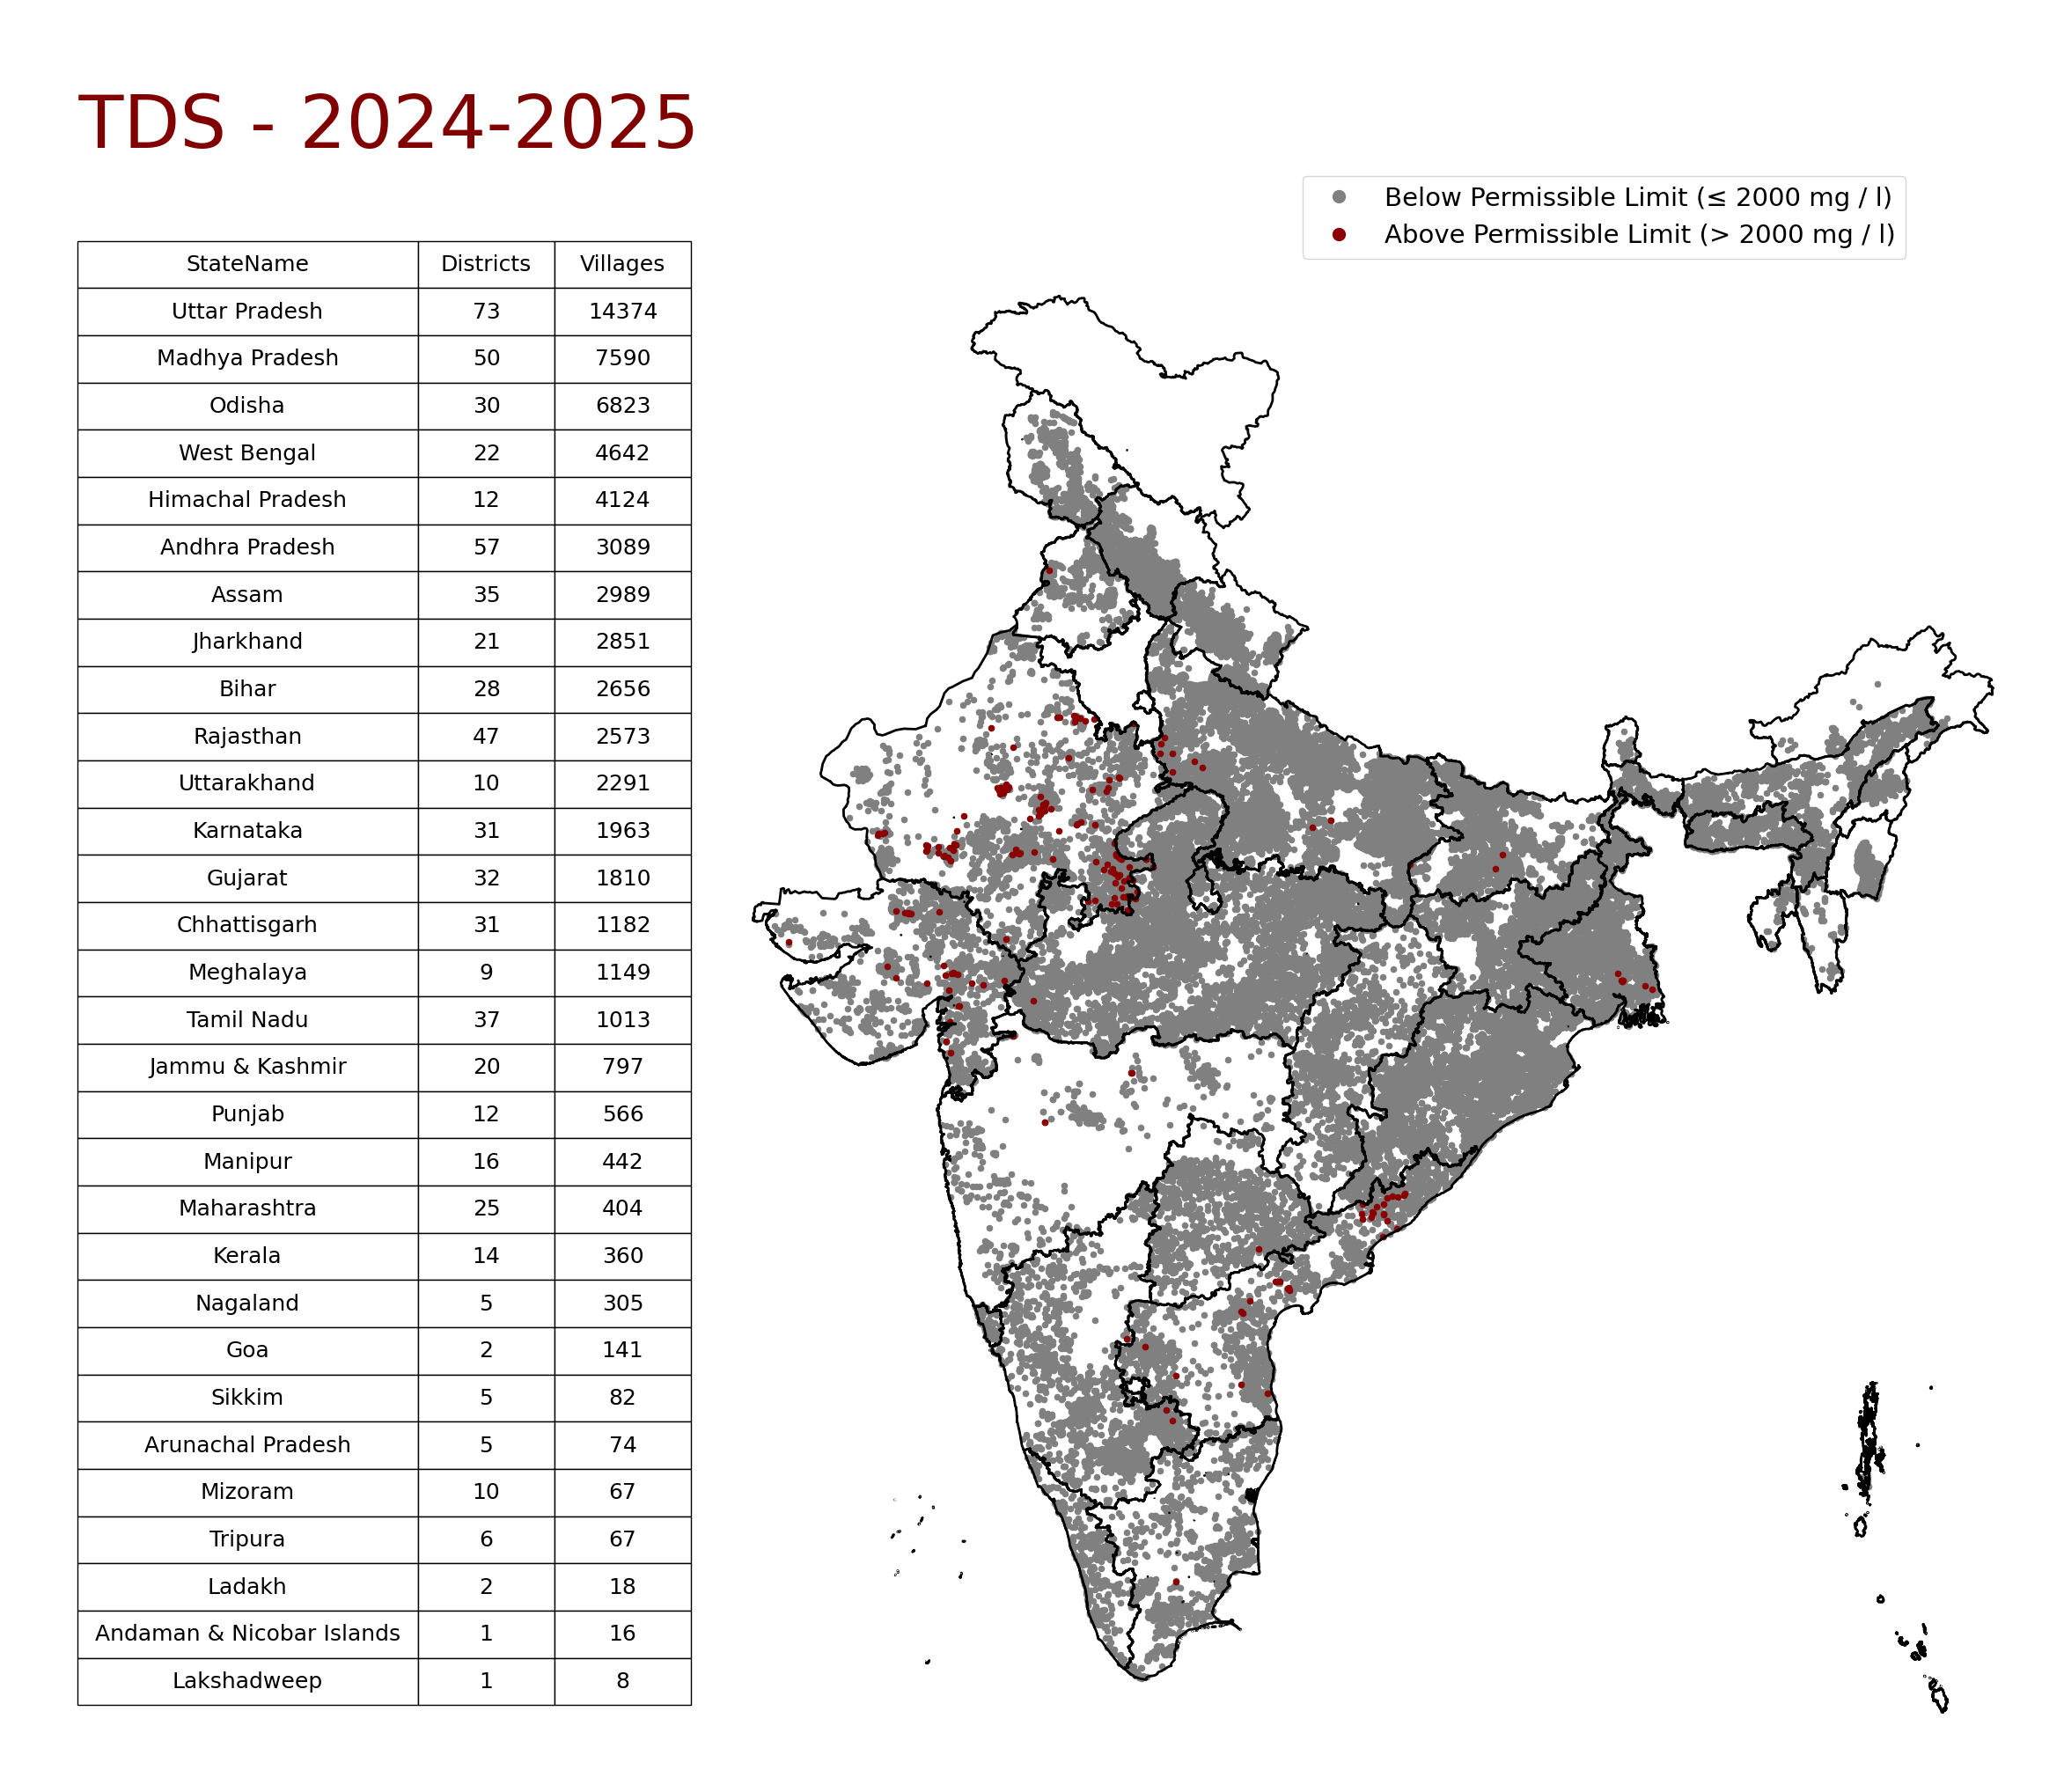 TDS - 2024-2025
Below Permissible Limit (≤ 2000 mg / l)
Above Permissible Limit (> 2000 mg / l)
StateName Districts Villages
Uttar Pradesh 73 14374
Madhya Pradesh 50 7590
Odisha 30 6823
West Bengal 22 4642
Himachal Pradesh 12 4124
Andhra Pradesh 57 3089
Assam 35 2989
Jharkhand 21 2851
Bihar 28 2656
Rajasthan 47 2573
Uttarakhand 10 2291
Karnataka 31 1963
Gujarat 32 1810
Chhattisgarh 31 1182
Meghalaya 9 1149
Tamil Nadu 37 1013
Jammu & Kashmir 20 797
Punjab 12 566
Manipur 16 442
Maharashtra 25 404
Kerala 14 360
Nagaland 5 305
Goa 2 141
Sikkim 5 82
Arunachal Pradesh 5 74
Mizoram 10 67
Tripura 6 67
Ladakh 2 18
Andaman & Nicobar Islands 1 16
Lakshadweep 1 8